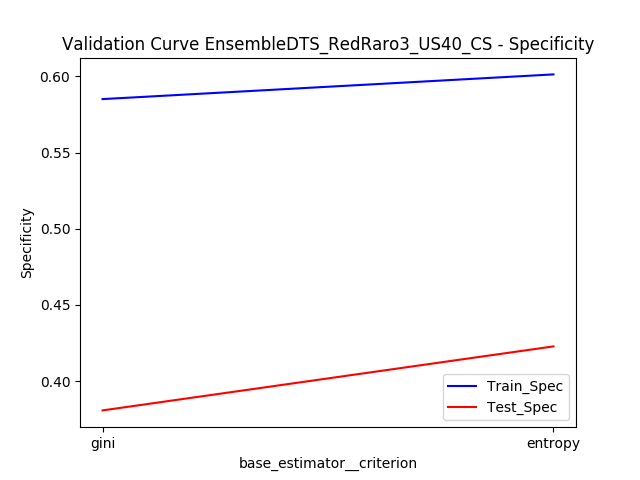 Validation Curve EnsembleDTS_RedRaro3_US40_CS - Specificity
0.60
0.55
0.50
0.45
0.40
Specificity
Train_Spec
Test_Spec
gini
entropy
base_estimator__criterion